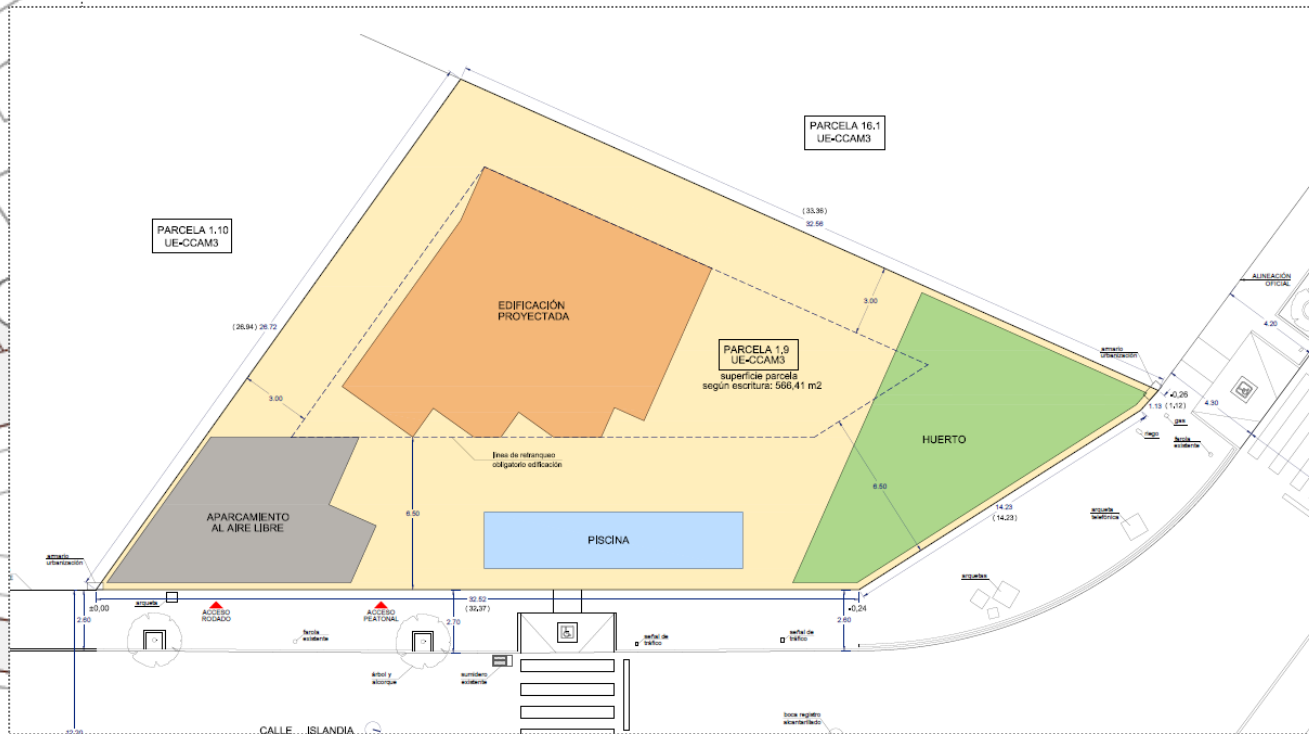 PARCELA 16.1
UE-CCAM3
(33.36)
32.56
PARCELA 1.10
UE-CCAM3
ALINEACIÓN
OFICIAL
EDIFICACIÓN
PROYECTADA
3.00
4.20
(26.94) 26.72
PARCELA 1,9
UE-CCAM3
superficie parcela
según escritura: 566,41 m2
armario
urbanización
3.00
-0,26
1.13 (1,12)
4.30
gas
riego
farola
existente
HUERTO
línea de retranqueo
obligatorio edificación
6.50
6.50
14.23
(14.23)
arqueta
telefónica
APARCAMIENTO
AL AIRE LIBRE
PISCINA
armario
urbanización
arquetas
arqueta
±0,00
ACCESO
RODADO
ACCESO
PEATONAL
32.52
(32,37)
-0,24
2.60
2.70
2.60
farola
existente
señal de
tráfico
señal de
tráfico
árbol y
alcorque
sumidero
existente
boca registro
alcantarillado
CALLE ISLANDIA